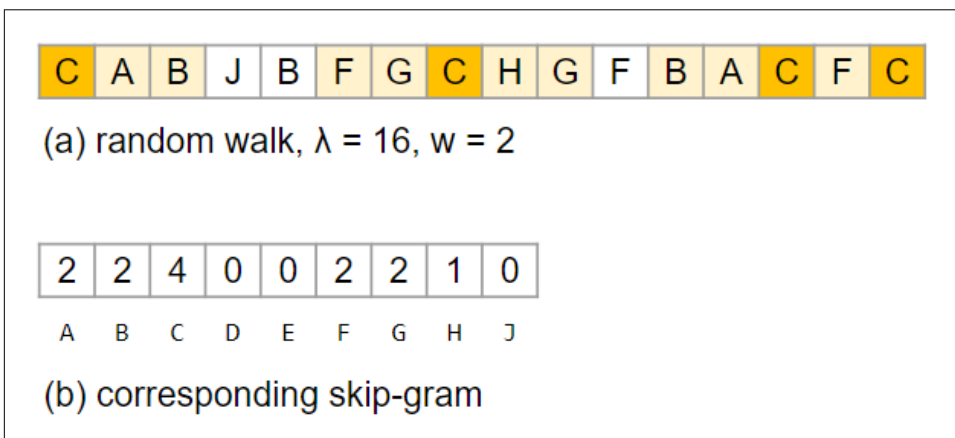 C A B J B F G C H G F B A C F C
(a) random walk, λ = 16, w = 2
2 2 4 0 0 2 2 1 0
A B C D E F G H J
(b) corresponding skip-gram